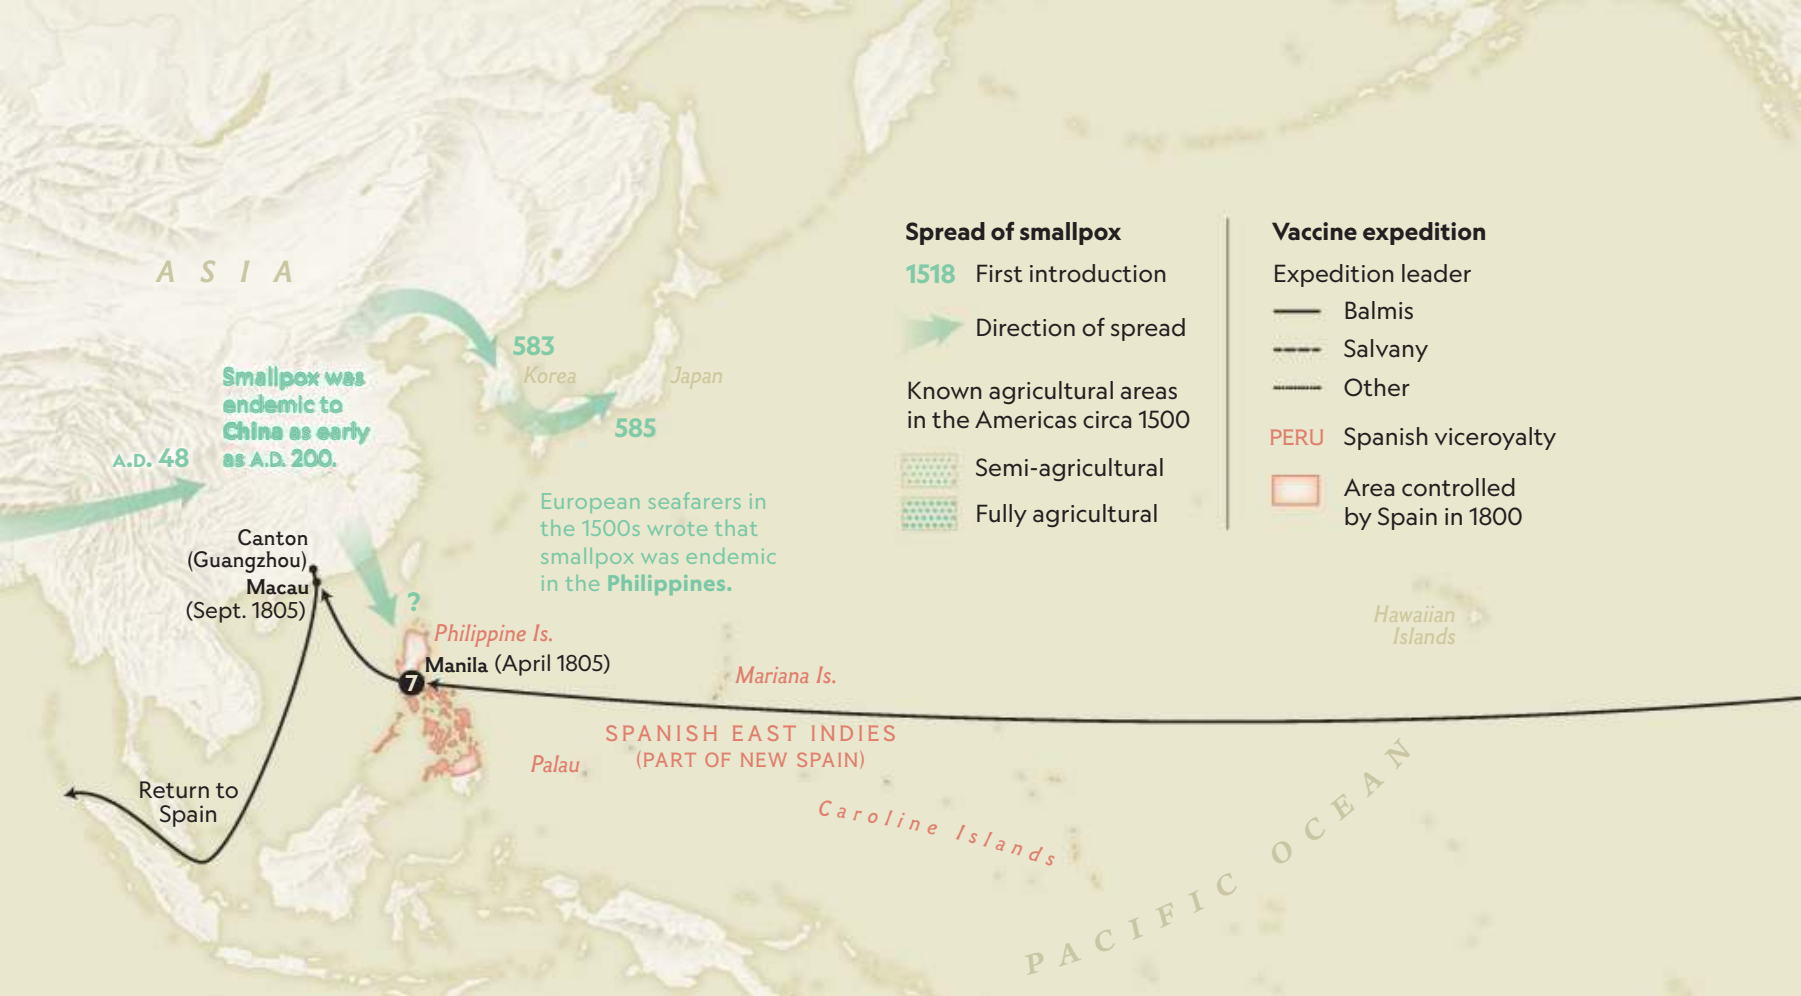 ASIA
583
Korea
Japan
585
Smallpox was
endemic to
China as early
as A.D. 200.
A.D. 48
European seafarers in
the 1500s wrote that
smallpox was endemic
in the Philippines.
Canton
(Guangzhou)
Macau
(Sept. 1805)
?
Philippine Is.
Manila (April 1805)
7
Mariana Is.
SPANISH EAST INDIES
(PART OF NEW SPAIN)
Palau
Caroline Islands
Return to
Spain
Hawaiian
Islands
PACIFIC OCEAN
Spread of smallpox
1518 First introduction
Direction of spread
Known agricultural areas
in the Americas circa 1500
Semi-agricultural
Fully agricultural
Vaccine expedition
Expedition leader
Balmis
Salvany
Other
PERU Spanish viceroyalty
Area controlled
by Spain in 1800